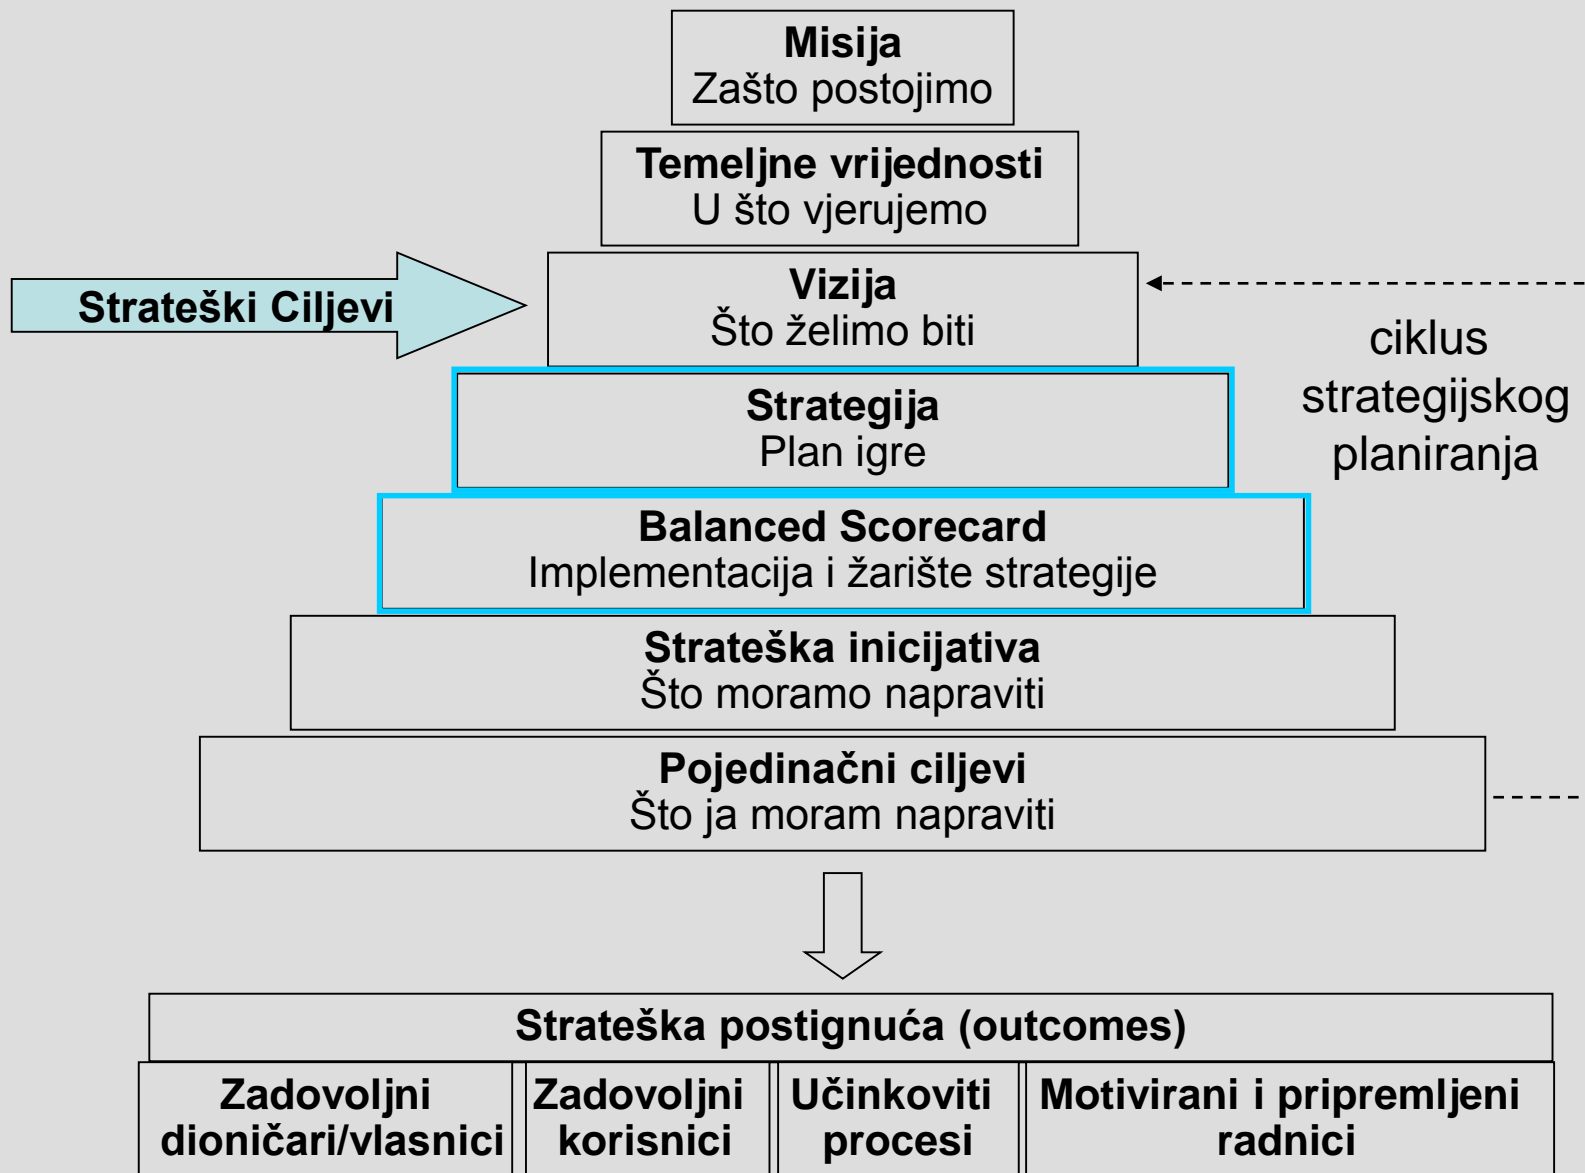 Misija
Zašto postojimo
Temeljne vrijednosti
U što vjerujemo
Strateški Ciljevi
Vizija
Što želimo biti
ciklus
strategijskog
planiranja
Strategija
Plan igre
Balanced Scorecard
Implementacija i žarište strategije
Strateška inicijativa
Što moramo napraviti
Pojedinačni ciljevi
Što ja moram napraviti
Strateška postignuća (outcomes)
Zadovoljni
dioničari/vlasnici
Zadovoljni
korisnici
Učinkoviti
procesi
Motivirani i pripremljeni
radnici